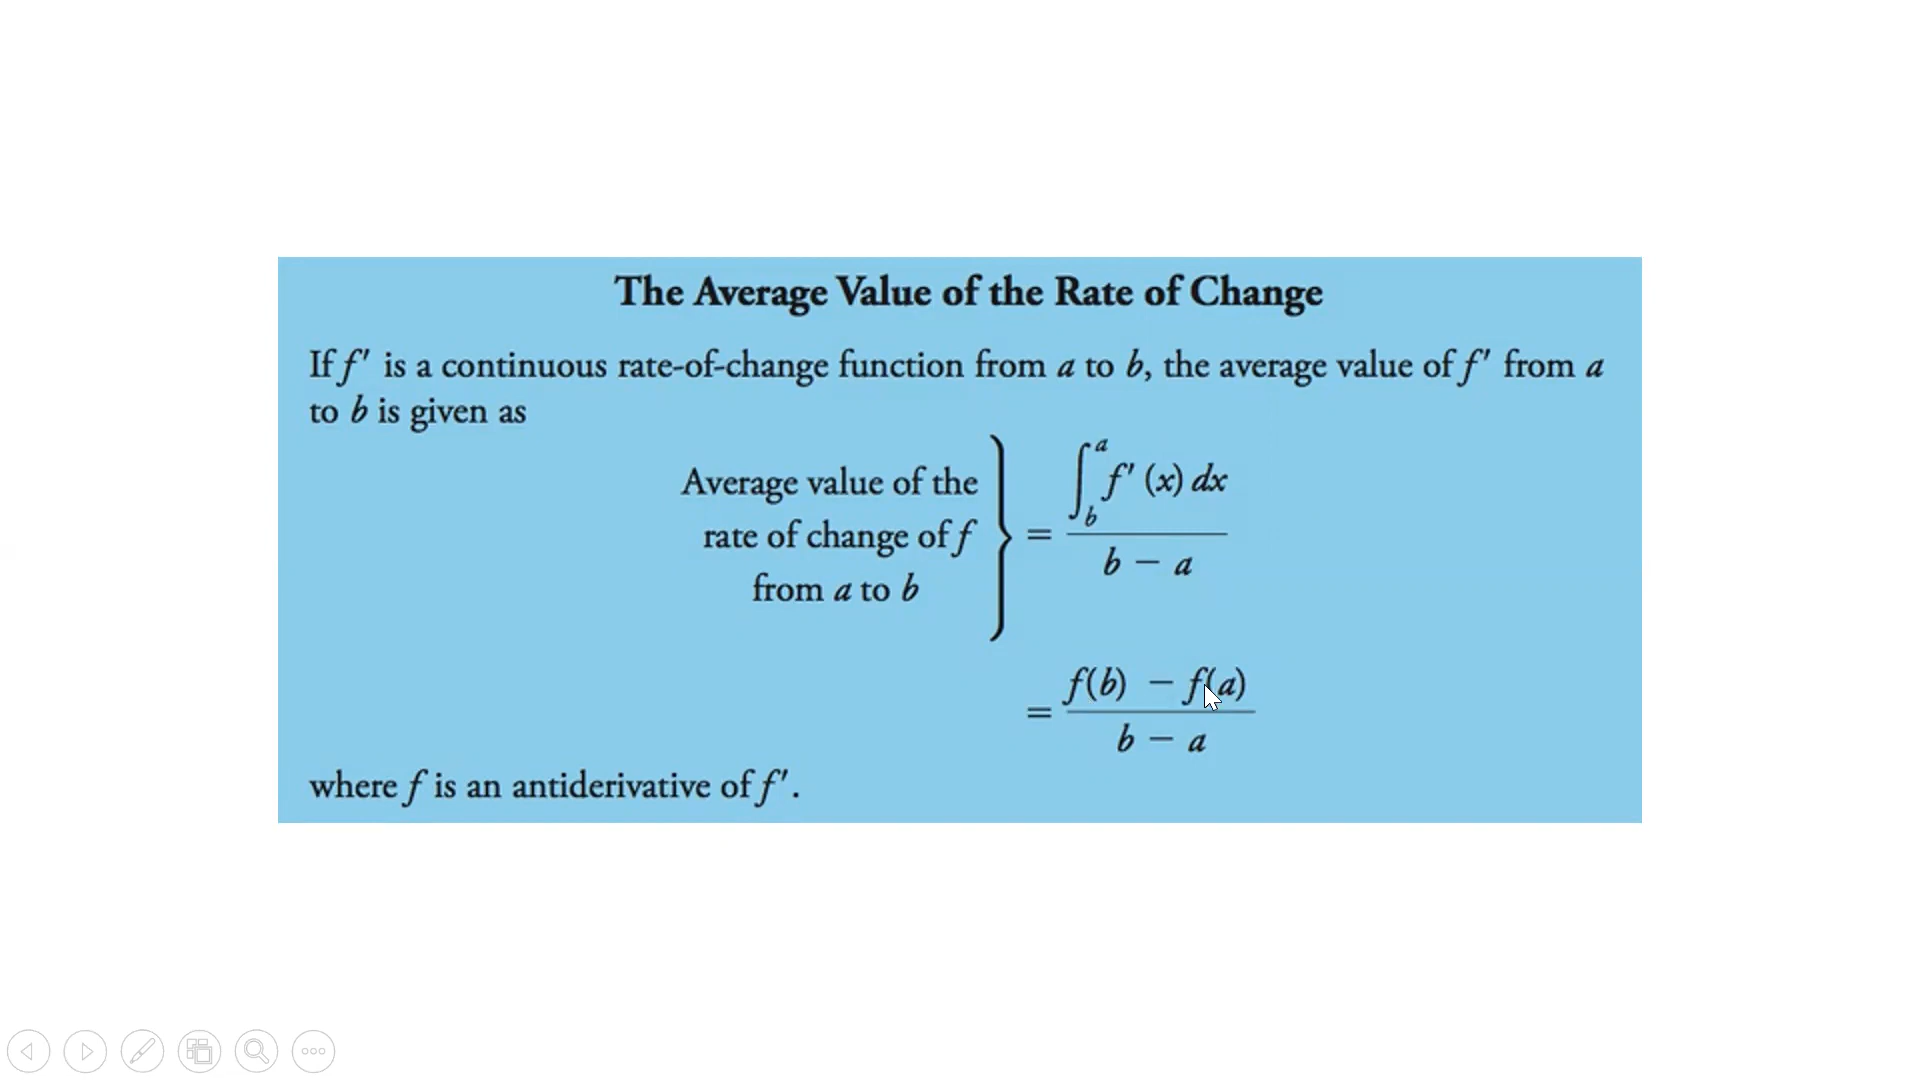 The Average Value of the Rate of Change
If f′ is a continuous rate-of-change function from a to b, the average value of f′ from a
to b is given as
Average value of the
rate of change of f
from a to b
} = ∫_b^a f′ (x) dx / b − a
= f(b) − f(a) / b − a
where f is an antiderivative of f′.